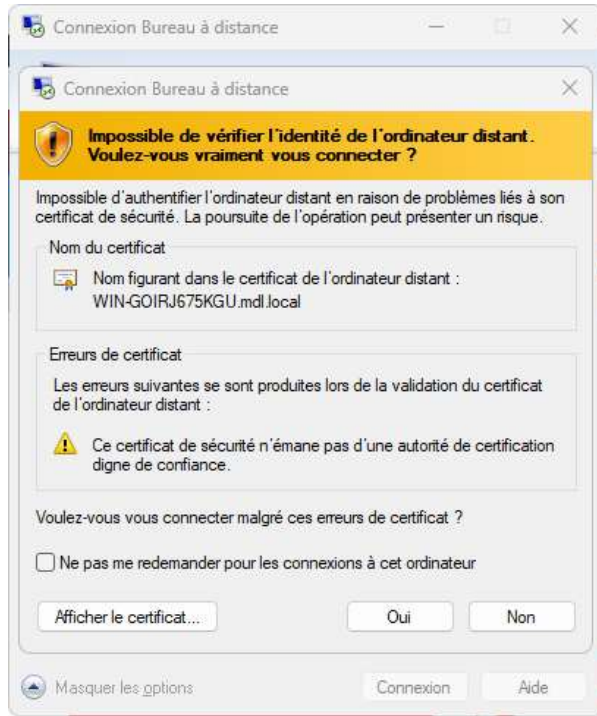 Connexion Bureau à distance
Connexion Bureau à distance
Impossible de vérifier l'identité de l'ordinateur distant.
Voulez-vous vraiment vous connecter ?
Impossible d'authentifier l'ordinateur distant en raison de problèmes liés à son
certificat de sécurité. La poursuite de l'opération peut présenter un risque.
Nom du certificat
Nom figurant dans le certificat de l'ordinateur distant :
WIN-GOIRJ675KGU.mdl.local
Erreurs de certificat
Les erreurs suivantes se sont produites lors de la validation du certificat
de l'ordinateur distant :
Ce certificat de sécurité n'émane pas d'une autorité de certification
digne de confiance.
Voulez-vous vous connecter malgré ces erreurs de certificat ?
Ne pas me redemander pour les connexions à cet ordinateur
Afficher le certificat... Oui Non
Masquer les options Connexion Aide